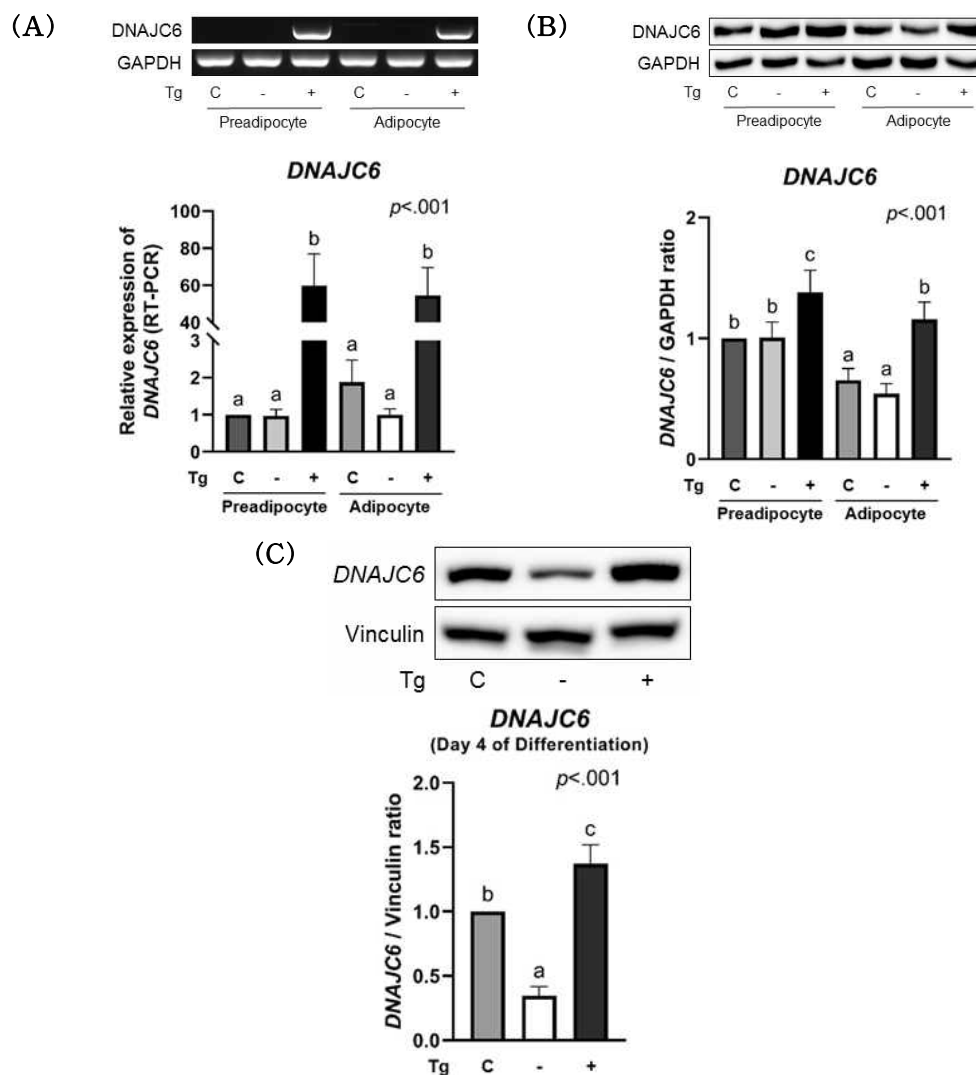 (A)
DNAJC6
GAPDH
Tg C - + C - +
Preadipocyte Adipocyte
DNAJC6
p<.001
Relative expression of
DNAJC6 (RT-PCR)
100
80
60
40
3
2
1
0
a a b a a b
Tg C - + C - +
Preadipocyte Adipocyte
(B)
DNAJC6
GAPDH
Tg C - + C - +
Preadipocyte Adipocyte
DNAJC6
p<.001
DNAJC6 / GAPDH ratio
2
1
0
b b c a a b
Tg C - + C - +
Preadipocyte Adipocyte
(C)
DNAJC6
Vinculin
Tg C - +
DNAJC6
(Day 4 of Differentiation)
p<.001
DNAJC6 / Vinculin ratio
2.0
1.5
1.0
0.5
0.0
b a c
Tg C - +